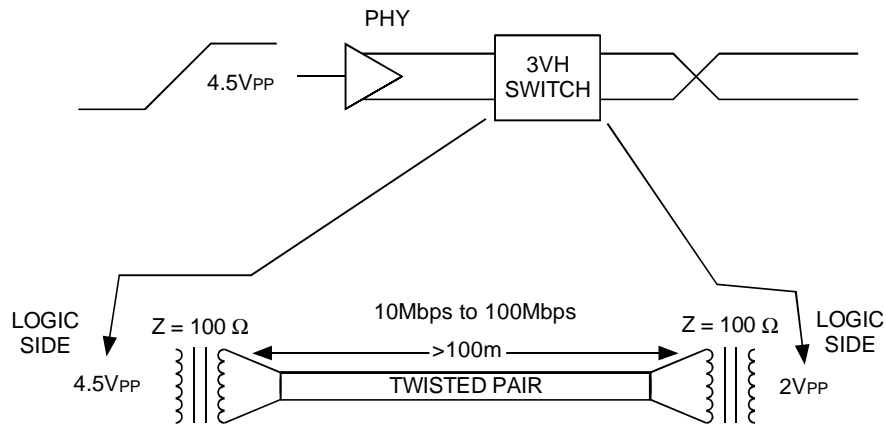 PHY
4.5VPP
3VH
SWITCH
LOGIC
SIDE
Z = 100 Ω
10Mbps to 100Mbps
Z = 100 Ω
LOGIC
SIDE
>100m
4.5VPP
TWISTED PAIR
2VPP